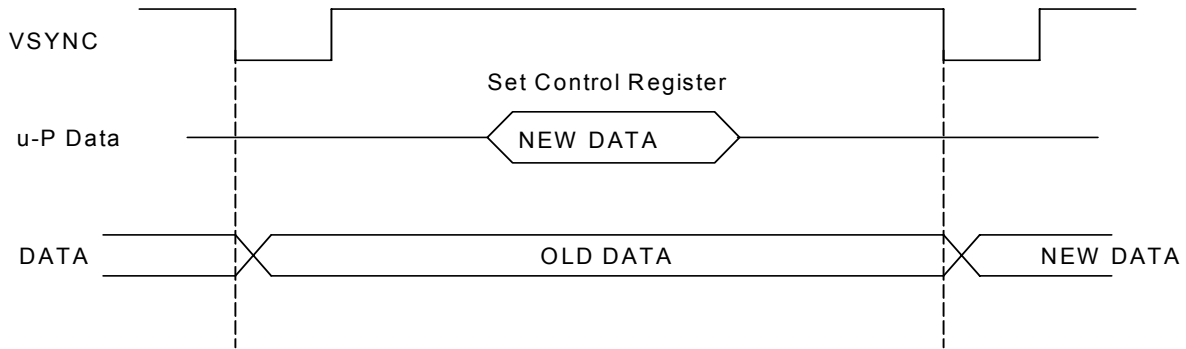 VSYNC
Set Control Register
u-P Data
NEW DATA
DATA
OLD DATA
NEW DATA